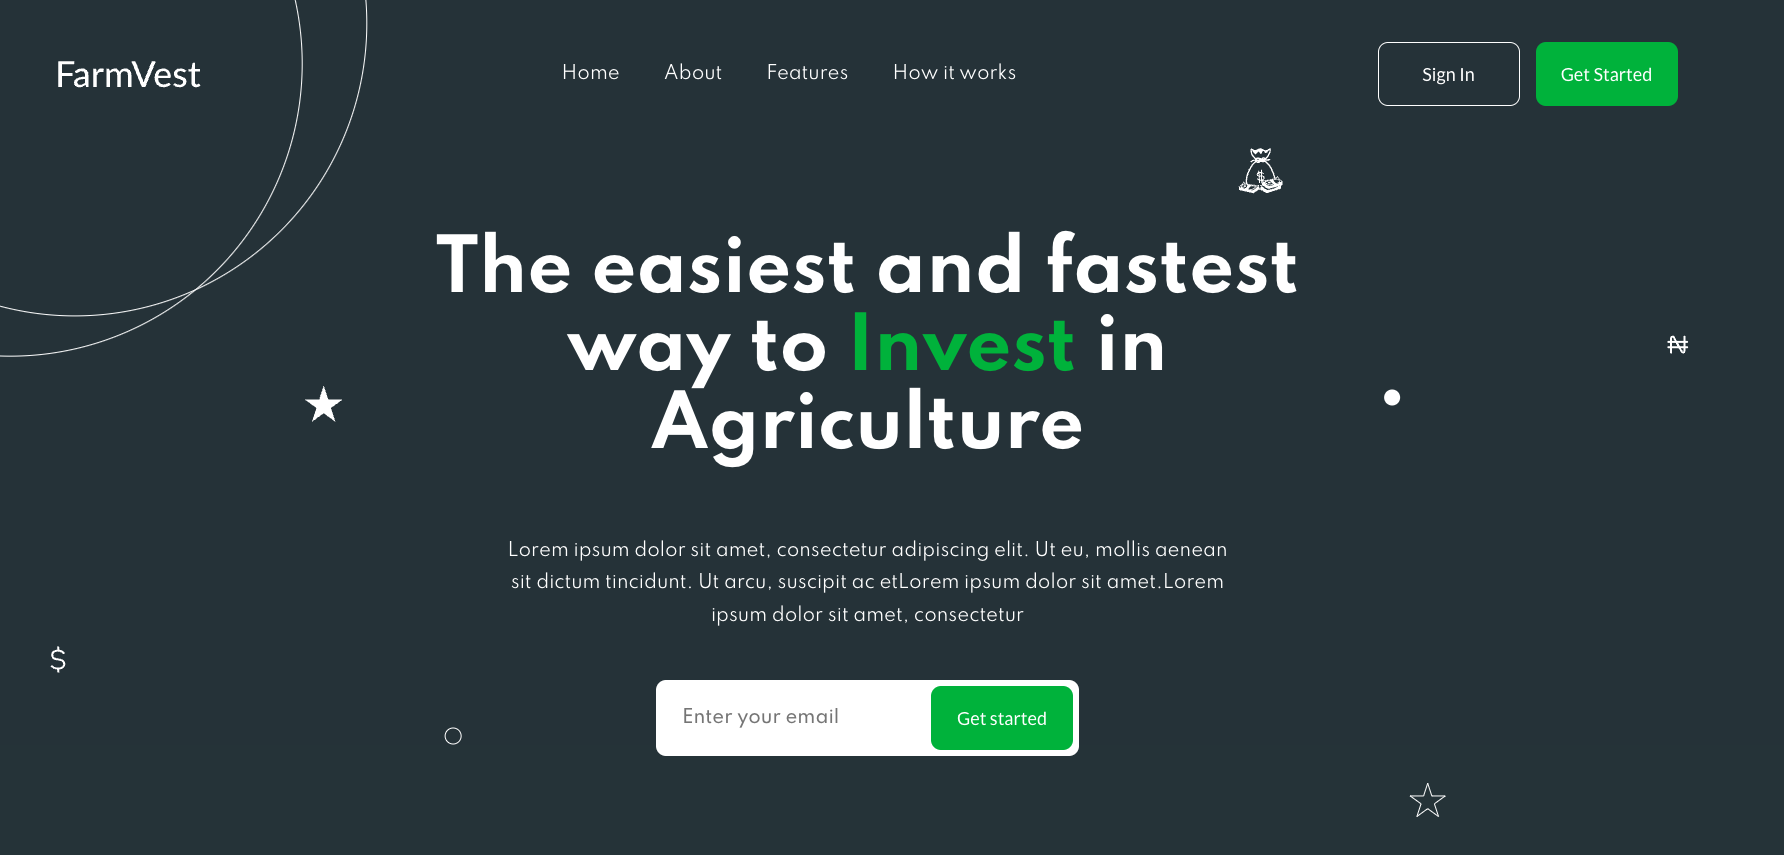 FarmVest
Home About Features How it works
Sign In Get Started
$
The easiest and fastest
way to Invest in
Agriculture
₦
Lorem ipsum dolor sit amet, consectetur adipiscing elit. Ut eu, mollis aenean
sit dictum tincidunt. Ut arcu, suscipit ac etLorem ipsum dolor sit amet.Lorem
ipsum dolor sit amet, consectetur
$
Enter your email Get started